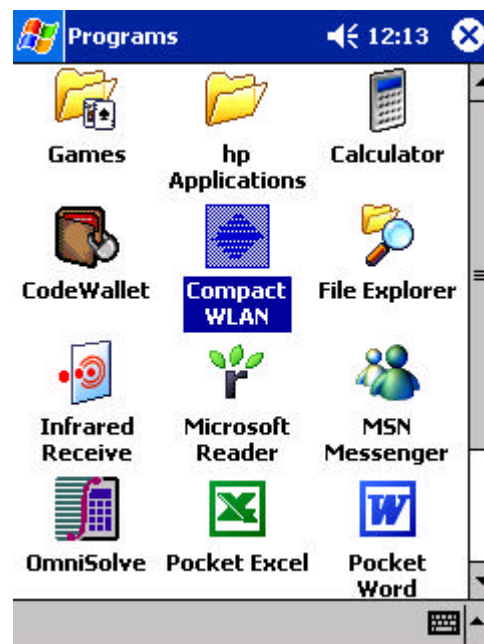 Programs 12:13
Games
hp
Applications
Calculator
CodeWallet
Compact
WLAN
File Explorer
Infrared
Receive
Microsoft
Reader
MSN
Messenger
OmniSolve
Pocket Excel
Pocket
Word